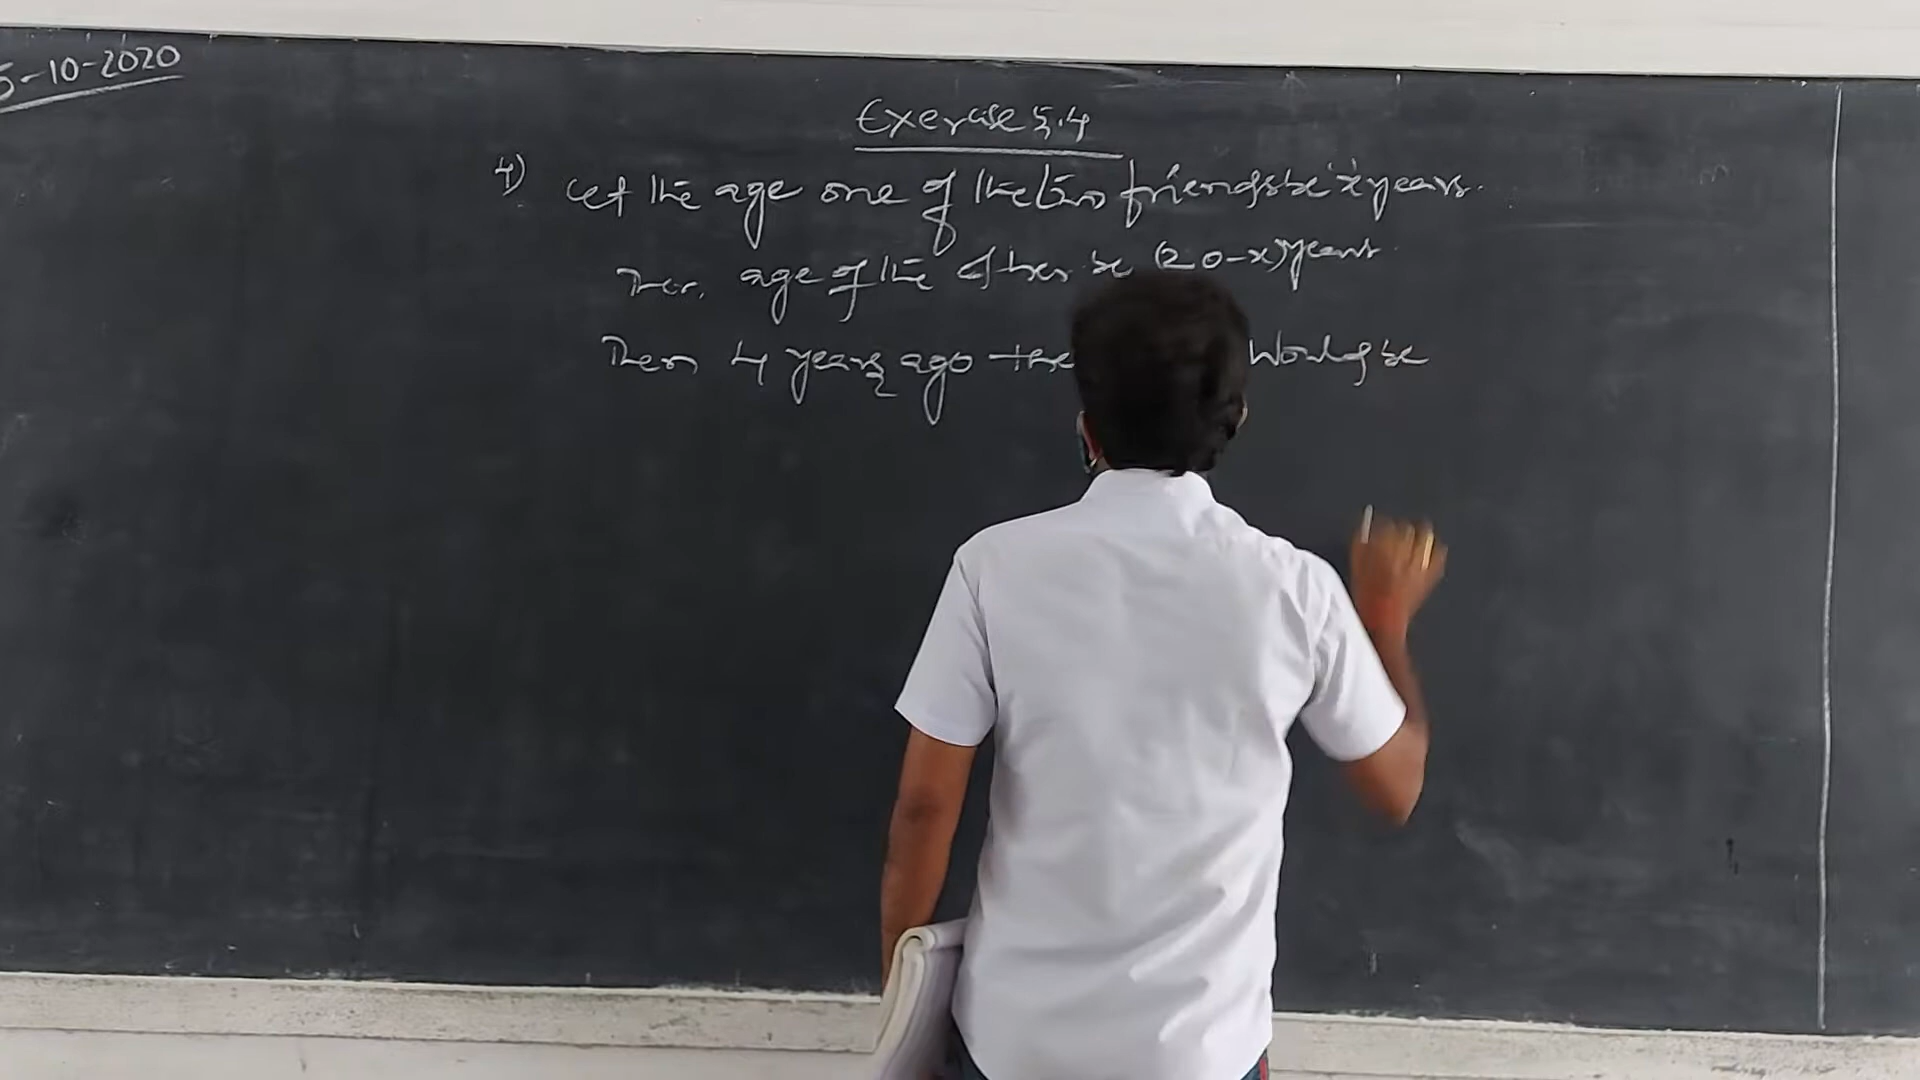 5-10-2020
Exercise 5.4
4) Let the age one of the two friends be 'x' years.
Then, age of the other be (20-x) years
Then 4 years ago the would be